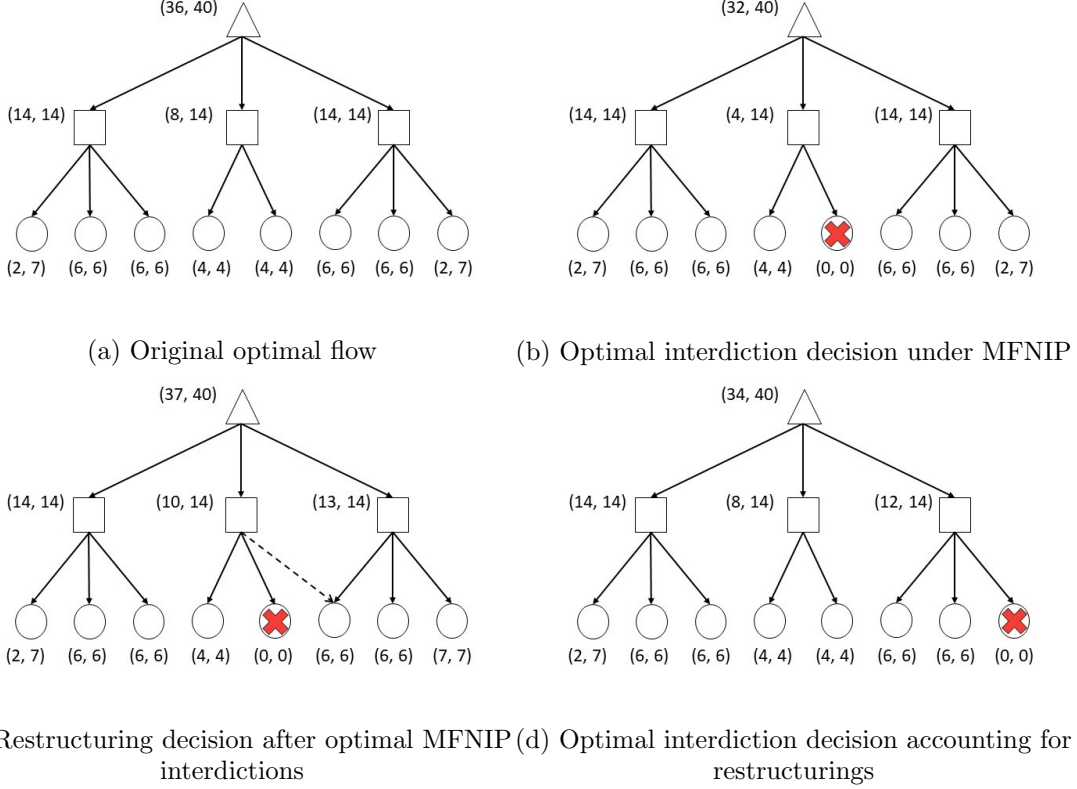 (36, 40)
(14, 14) (8, 14) (14, 14)
(2, 7) (6, 6) (6, 6) (4, 4) (4, 4) (6, 6) (6, 6) (2, 7)
(a) Original optimal flow
(32, 40)
(14, 14) (4, 14) (14, 14)
(2, 7) (6, 6) (6, 6) (4, 4) (0, 0) (6, 6) (6, 6) (2, 7)
(b) Optimal interdiction decision under MFNIP
(37, 40)
(14, 14) (10, 14) (13, 14)
(2, 7) (6, 6) (6, 6) (4, 4) (0, 0) (6, 6) (6, 6) (7, 7)
Restructuring decision after optimal MFNIP
interdictions
(34, 40)
(14, 14) (8, 14) (12, 14)
(2, 7) (6, 6) (6, 6) (4, 4) (4, 4) (6, 6) (6, 6) (0, 0)
(d) Optimal interdiction decision accounting for
restructurings